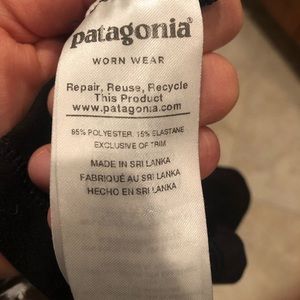 patagonia®
WORN WEAR
Repair, Reuse, Recycle
This Product
www.patagonia.com
85% POLYESTER, 15% ELASTANE
EXCLUSIVE OF TRIM
MADE IN SRI LANKA
FABRIQUÉ AU SRI LANKA
HECHO EN SRI LANKA